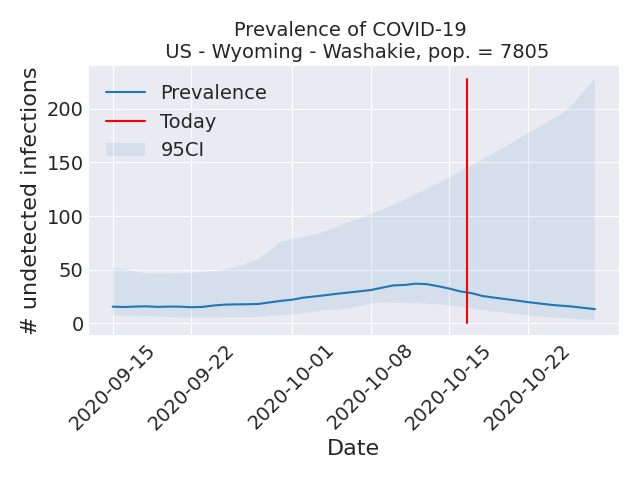 Prevalence of COVID-19
US - Wyoming - Washakie, pop. = 7805
# undetected infections
200
150
100
50
0
Prevalence
Today
95CI
2020-09-15
2020-09-22
2020-10-01
2020-10-08
2020-10-15
2020-10-22
Date